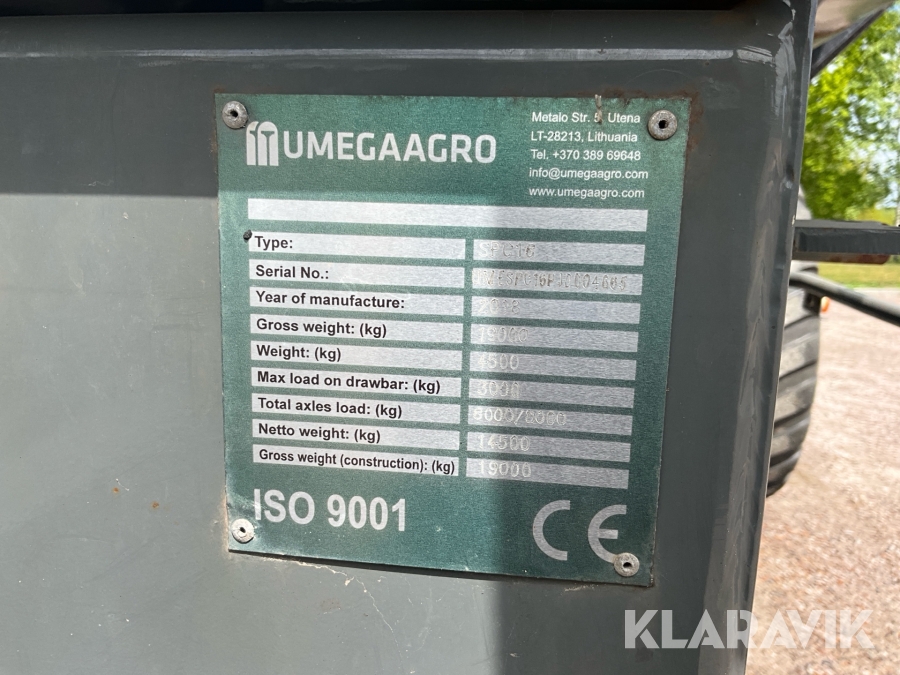 UMEGAAGRO
Metalo Str. 5, Utena
LT-28213, Lithuania
Tel. +370 389 69648
info@umegaagro.com
www.umegaagro.com
Type:
Serial No.:
Year of manufacture:
Gross weight: (kg)
Weight: (kg)
Max load on drawbar: (kg) 3000
Total axles load: (kg) 8000/8000
Netto weight: (kg) 14500
Gross weight (construction): (kg) 19000
ISO 9001
CE
KLARAVIK